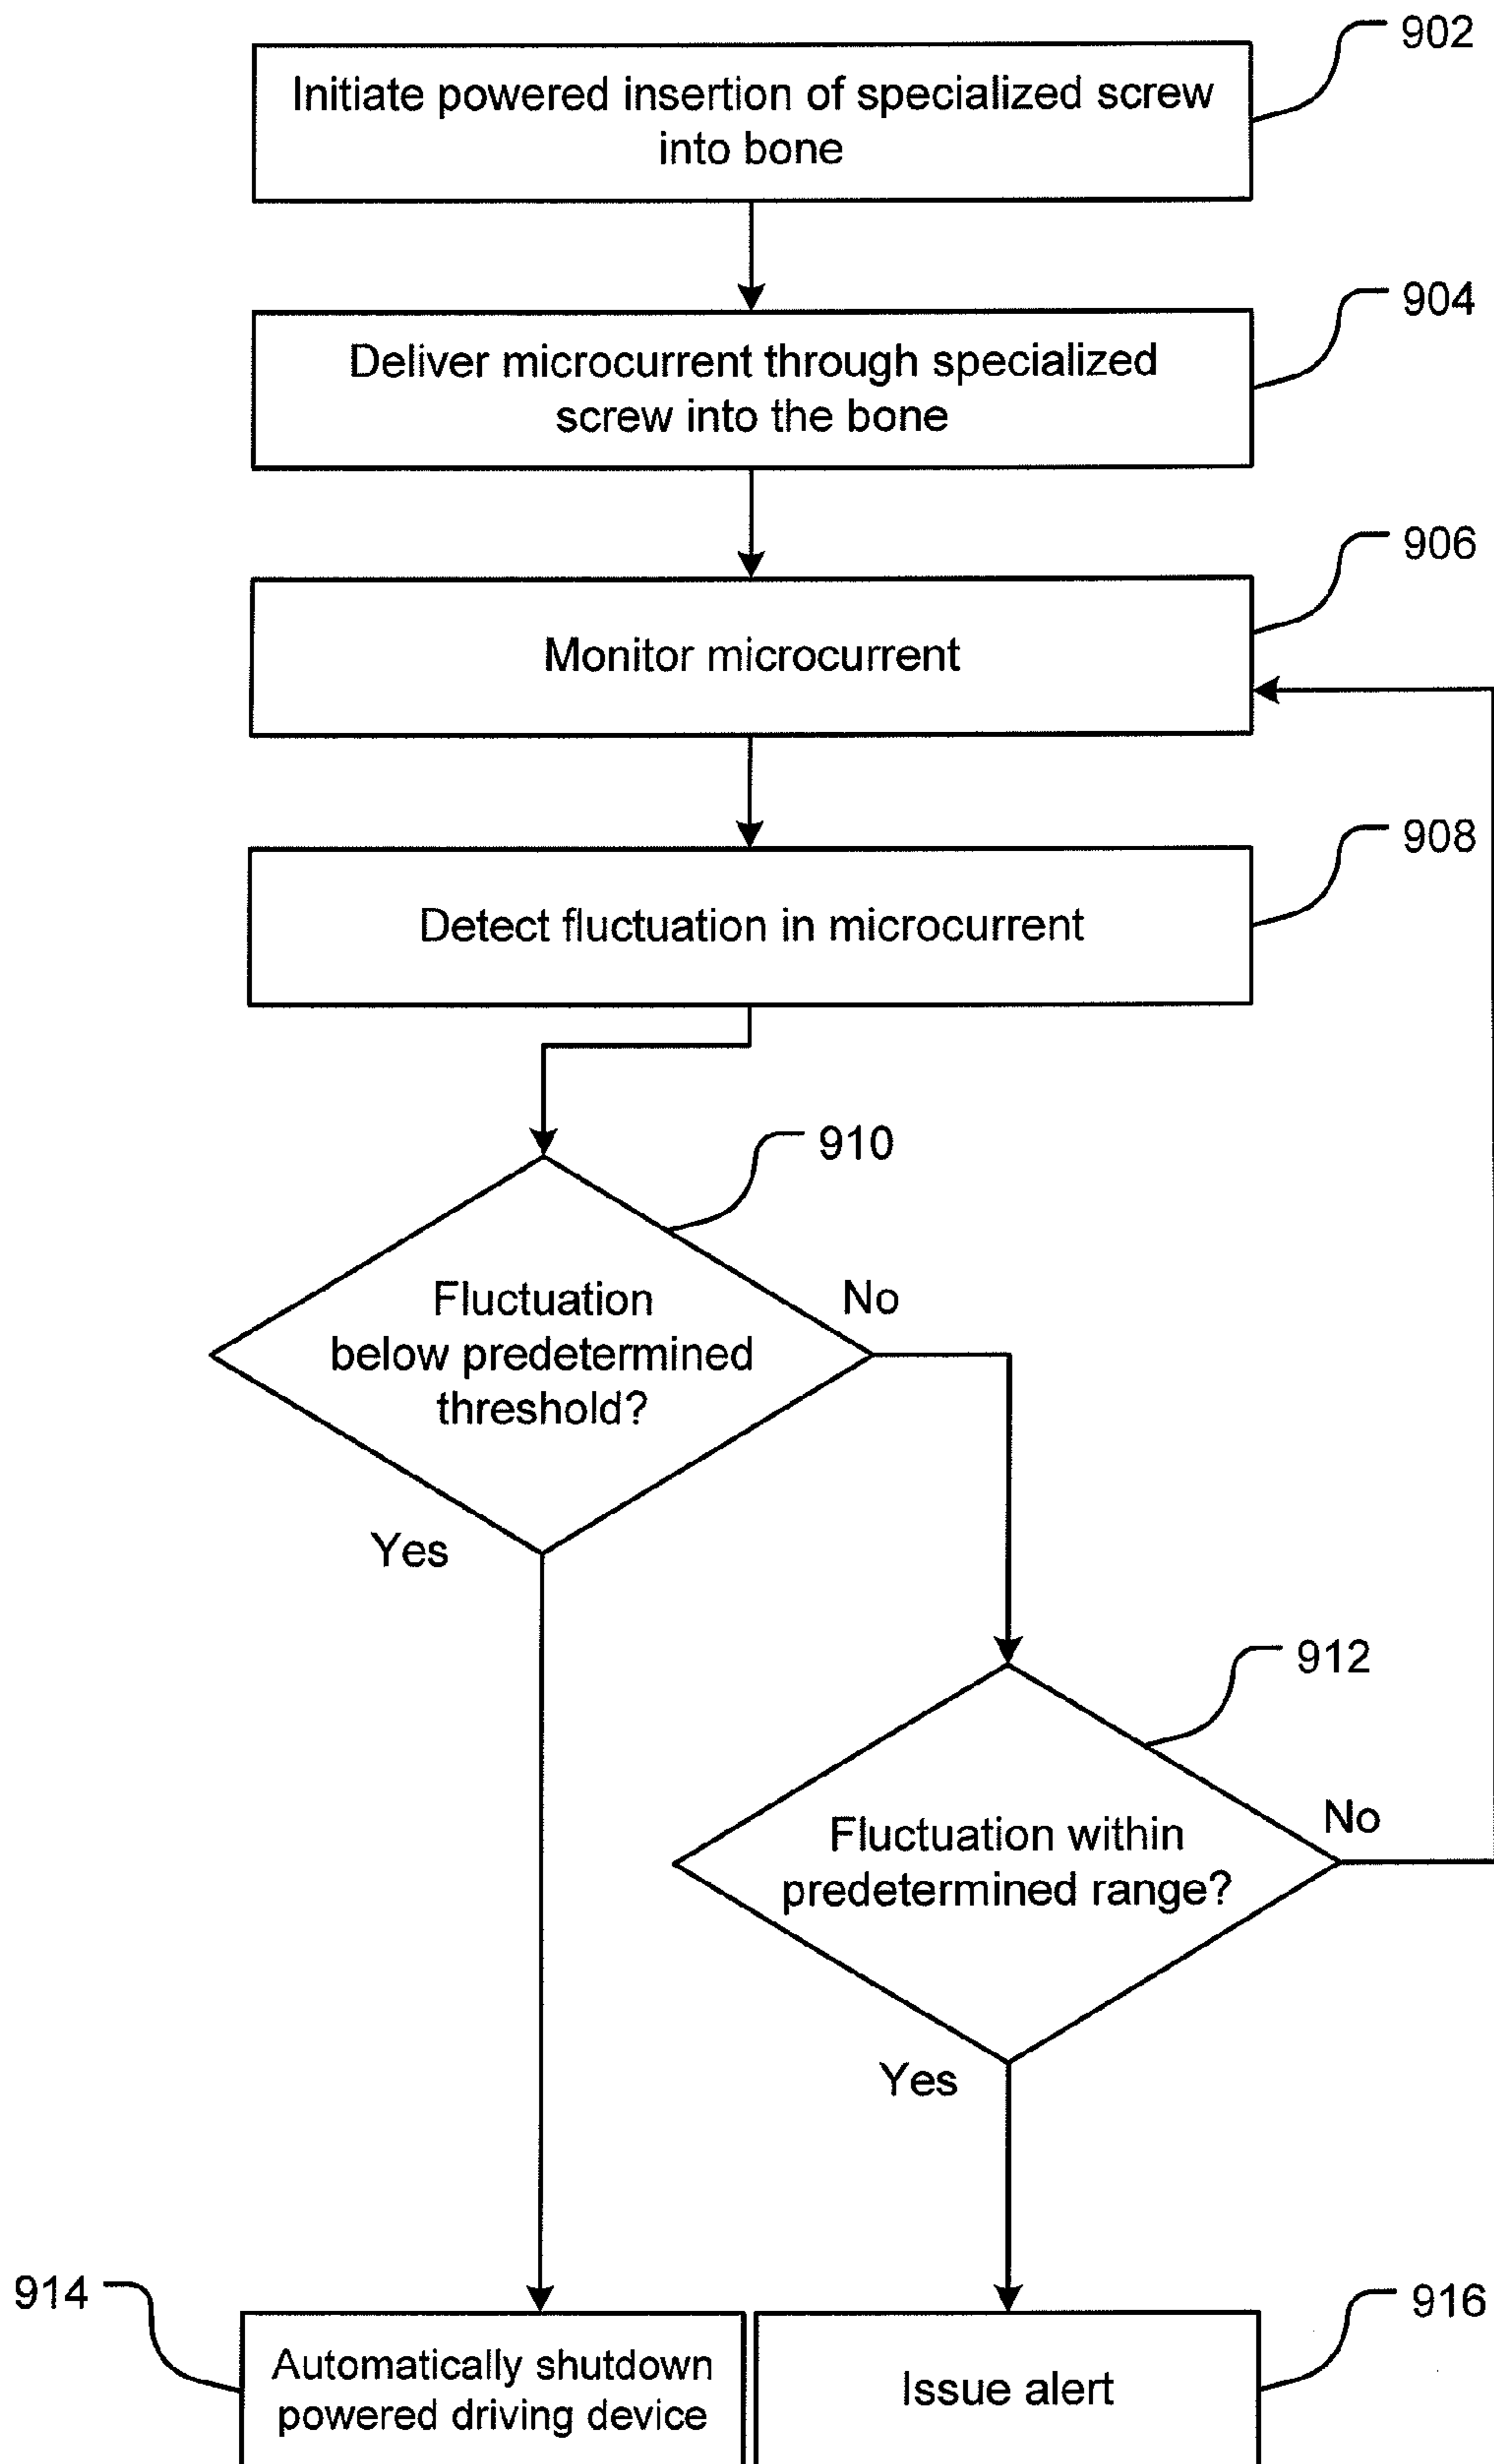 902
Initiate powered insertion of specialized screw
into bone
904
Deliver microcurrent through specialized
screw into the bone
906
Monitor microcurrent
908
Detect fluctuation in microcurrent
910
Fluctuation
below predetermined
threshold?
No
Yes
912
Fluctuation within
predetermined range?
No
Yes
914
Automatically shutdown
powered driving device
916
Issue alert